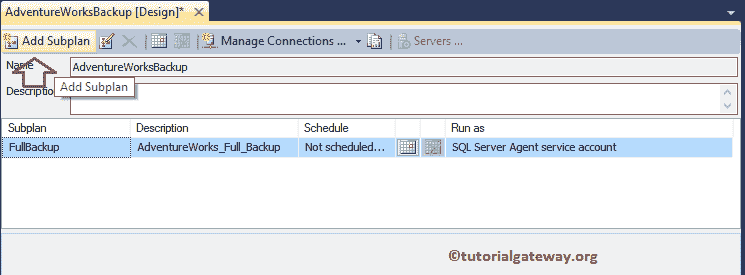 AdventureWorksBackup [Design]* ×
Add Subplan Manage Connections ... Servers ...
Name AdventureWorksBackup
Add Subplan
Description
Subplan Description Schedule Run as
FullBackup AdventureWorks_Full_Backup Not scheduled... SQL Server Agent service account
©tutorialgateway.org